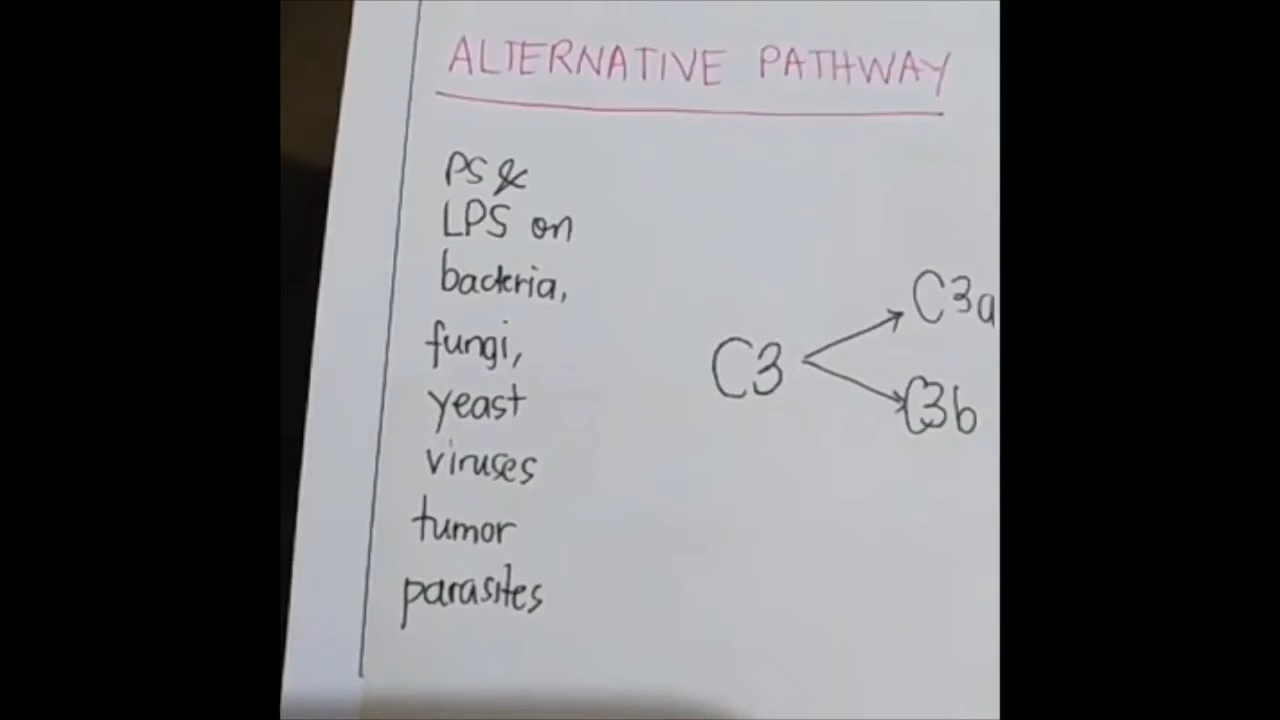 ALTERNATIVE PATHWAY
PS &
LPS on
bacteria,
fungi,
yeast
viruses
tumor
parasites
C3
C3a
C3b